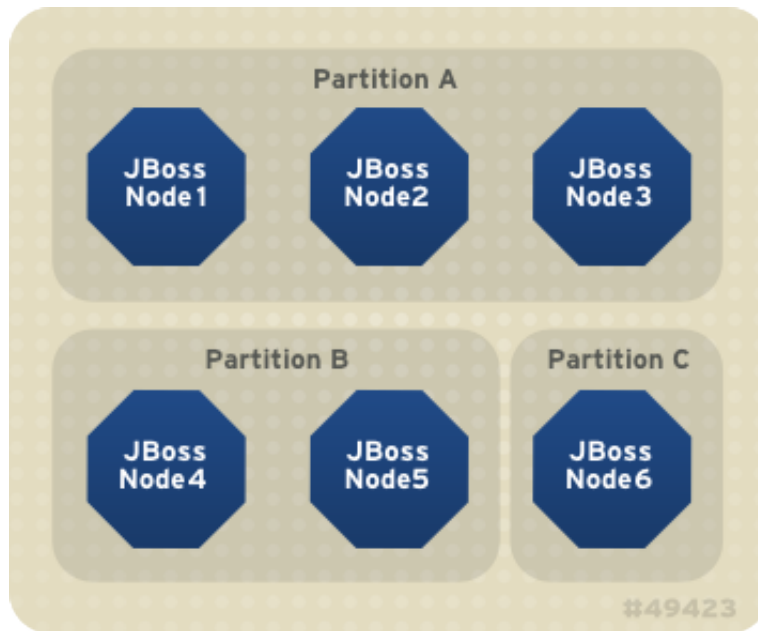 Partition A
JBoss
Node1
JBoss
Node2
JBoss
Node3
Partition B
Partition C
JBoss
Node4
JBoss
Node5
JBoss
Node6
#49423